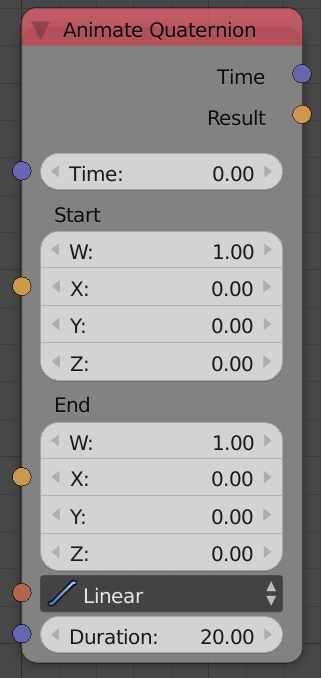 Animate Quaternion
Time
Result
Time: 0.00
Start
W: 1.00
X: 0.00
Y: 0.00
Z: 0.00
End
W: 1.00
X: 0.00
Y: 0.00
Z: 0.00
Linear
Duration: 20.00